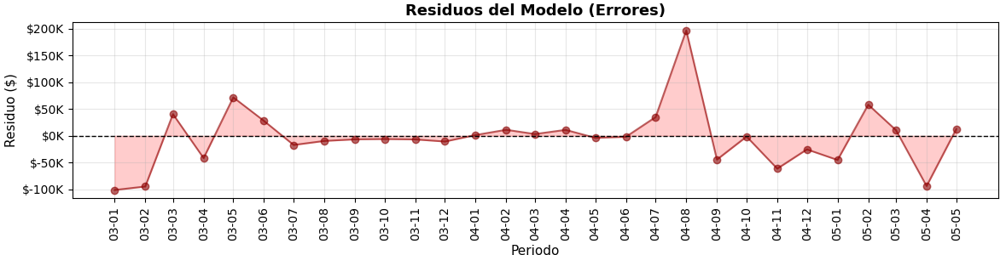 Residuos del Modelo (Errores)
Residuo ($)
$200K
$150K
$100K
$50K
$0K
$-50K
$-100K
03-01 03-02 03-03 03-04 03-05 03-06 03-07 03-08 03-09 03-10 03-11 03-12 04-01 04-02 04-03 04-04 05-05 04-06 04-07 04-08 04-09 04-10 04-11 04-12 05-01 05-02 05-03 05-04 05-05
Periodo